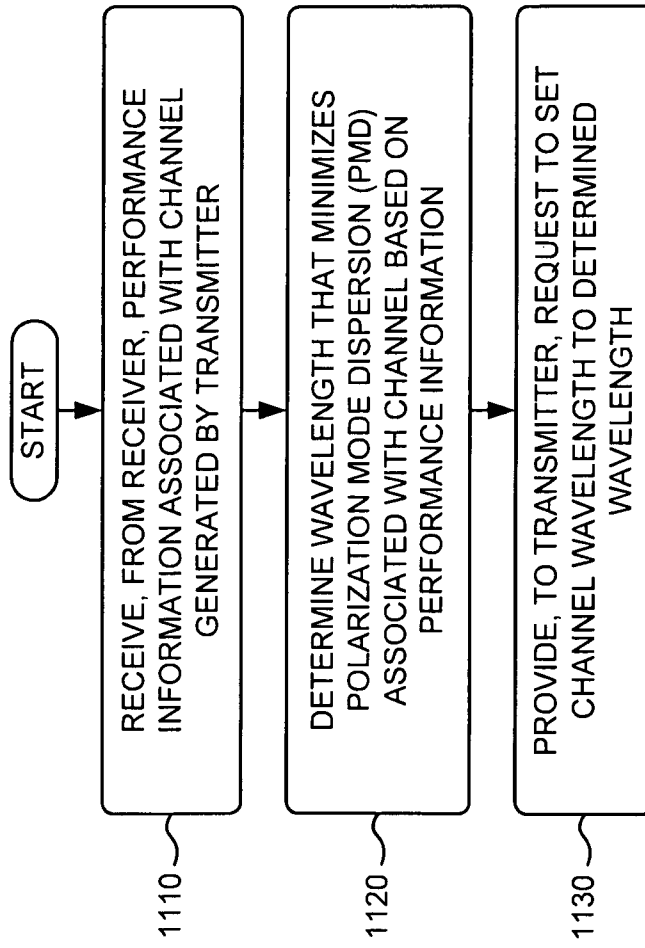 START
RECEIVE, FROM RECEIVER, PERFORMANCE
INFORMATION ASSOCIATED WITH CHANNEL
GENERATED BY TRANSMITTER
1110
DETERMINE WAVELENGTH THAT MINIMIZES
POLARIZATION MODE DISPERSION (PMD)
ASSOCIATED WITH CHANNEL BASED ON
PERFORMANCE INFORMATION
1120
PROVIDE, TO TRANSMITTER, REQUEST TO SET
CHANNEL WAVELENGTH TO DETERMINED
WAVELENGTH
1130